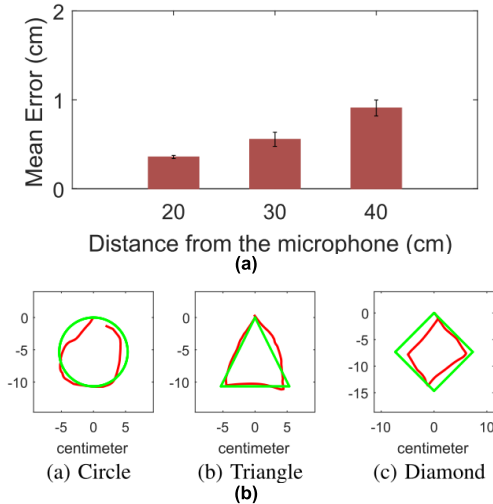 2
1
0
Mean Error (cm)
20 30 40
Distance from the microphone (cm)
(a)
0
-5
-10
-5 0 5
centimeter
(a) Circle
0
-5
-10
-5 0 5
centimeter
(b) Triangle
0
-5
-10
-15
-10 0 10
centimeter
(c) Diamond
(b)